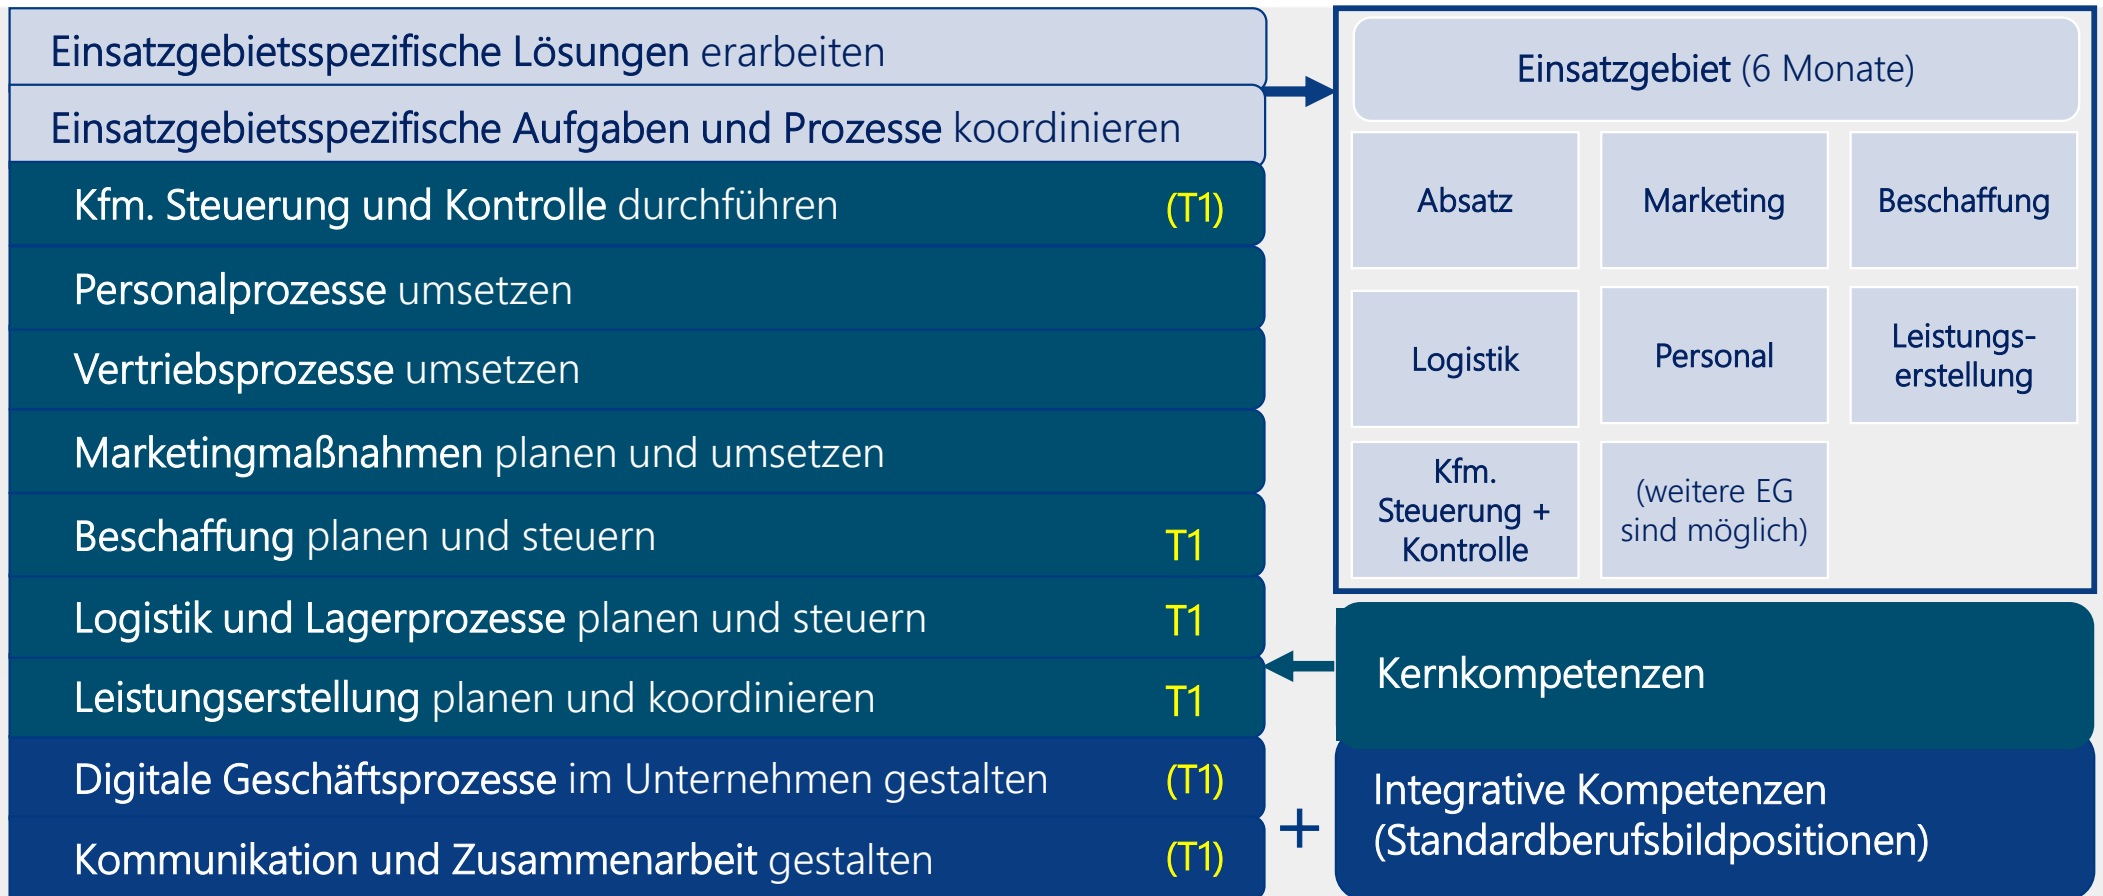 Einsatzgebietsspezifische Lösungen erarbeiten
Einsatzgebietsspezifische Aufgaben und Prozesse koordinieren
Kfm. Steuerung und Kontrolle durchführen (T1)
Personalprozesse umsetzen
Vertriebsprozesse umsetzen
Marketingmaßnahmen planen und umsetzen
Beschaffung planen und steuern T1
Logistik und Lagerprozesse planen und steuern T1
Leistungserstellung planen und koordinieren T1
Digitale Geschäftsprozesse im Unternehmen gestalten (T1)
Kommunikation und Zusammenarbeit gestalten (T1)
+
Einsatzgebiet (6 Monate)
Absatz
Marketing
Beschaffung
Logistik
Personal
Leistungs-
erstellung
Kfm.
Steuerung +
Kontrolle
(weitere EG
sind möglich)
Kernkompetenzen
Integrative Kompetenzen
(Standardberufsbildpositionen)